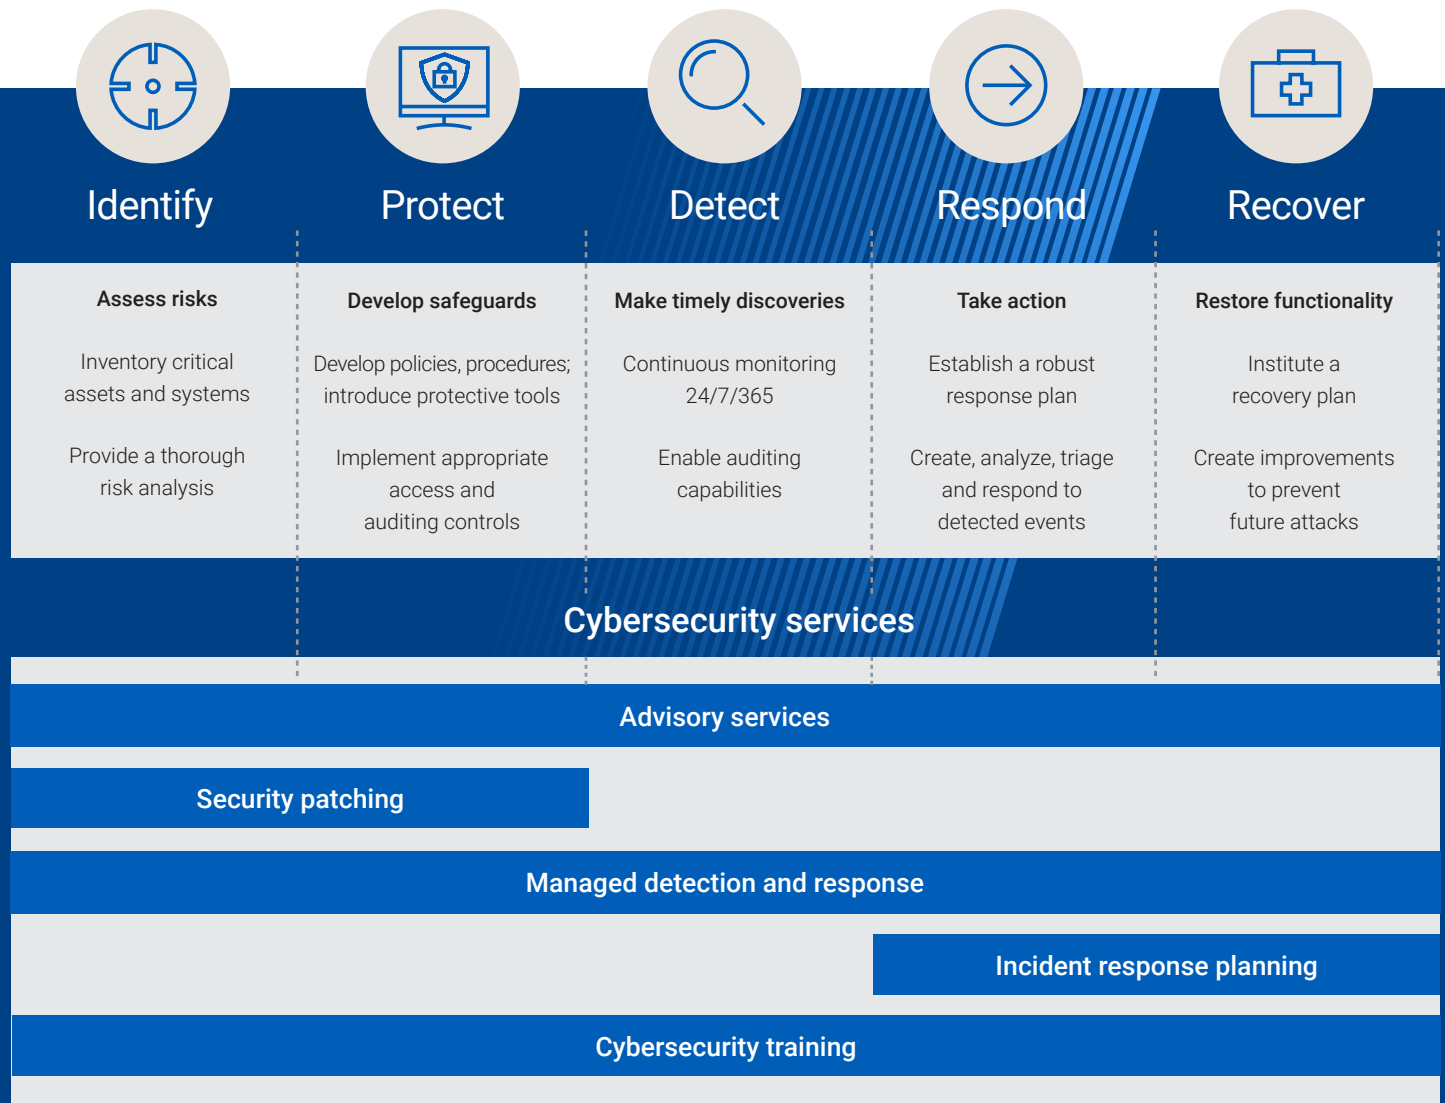 Identify
Protect
Detect
Respond
Recover
Assess risks
Inventory critical
assets and systems
Provide a thorough
risk analysis
Develop safeguards
Develop policies, procedures;
introduce protective tools
Implement appropriate
access and
auditing controls
Make timely discoveries
Continuous monitoring
24/7/365
Enable auditing
capabilities
Take action
Establish a robust
response plan
Create, analyze, triage
and respond to
detected events
Restore functionality
Institute a
recovery plan
Create improvements
to prevent
future attacks
Cybersecurity services
Advisory services
Security patching
Managed detection and response
Incident response planning
Cybersecurity training